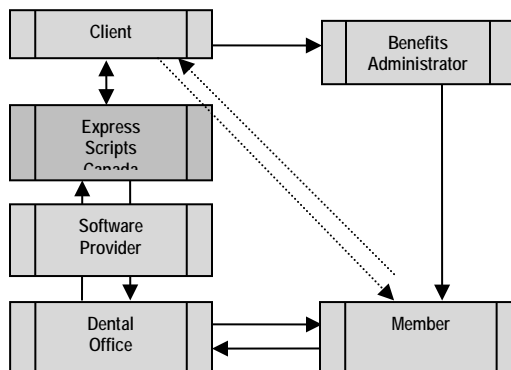 Client
Benefits
Administrator
Express
Scripts
Canada
Software
Provider
Dental
Office
Member